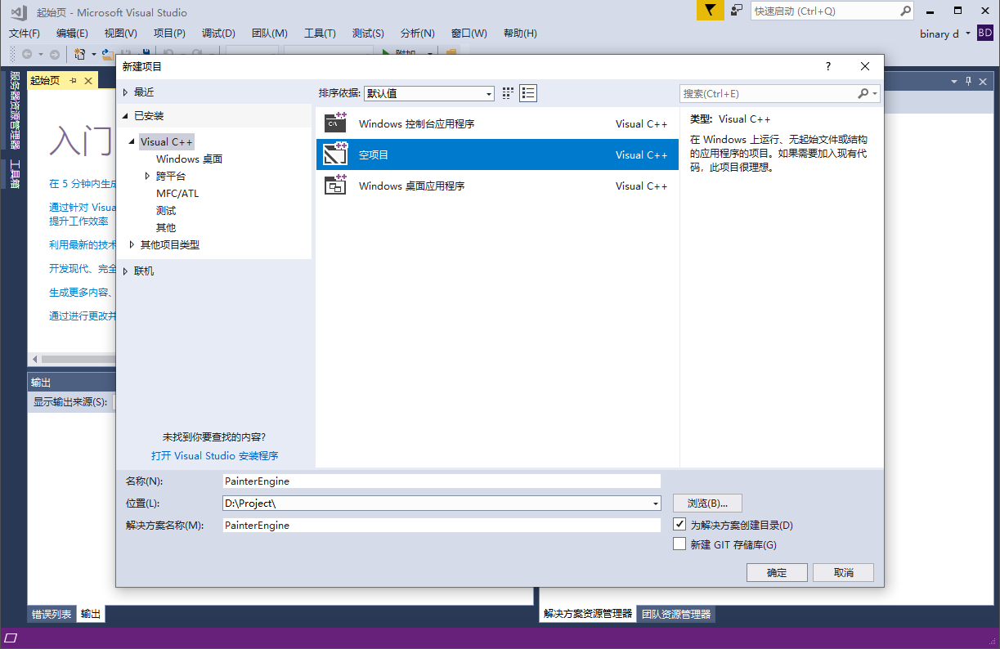 起始页 - Microsoft Visual Studio
快速启动 (Ctrl+Q)
文件(F) 编辑(E) 视图(V) 项目(P) 调试(D) 团队(M) 工具(T) 测试(S) 分析(N) 窗口(W) 帮助(H)
binary d
BD
附加...
服务器资源管理器
工具箱
起始页
入门
在 5 分钟内生成
通过针对 Visua
提升工作效率
利用最新的技术
开发现代、完全
生成更多内容、
通过进行更改并
输出
显示输出来源(S):
新建项目
?
最近
已安装
Visual C++
Windows 桌面
跨平台
MFC/ATL
测试
其他
其他项目类型
联机
未找到你要查找的内容?
打开 Visual Studio 安装程序
排序依据: 默认值
搜索(Ctrl+E)
Windows 控制台应用程序 Visual C++
空项目 Visual C++
Windows 桌面应用程序 Visual C++
类型: Visual C++
在 Windows 上运行、无起始文件或结构
的应用程序的项目。如果需要加入现有代
码，此项目很理想。
名称(N): PainterEngine
位置(L): D:\Project\
浏览(B)...
解决方案名称(M): PainterEngine
为解决方案创建目录(D)
新建 GIT 存储库(G)
确定 取消
错误列表 输出
解决方案资源管理器 团队资源管理器